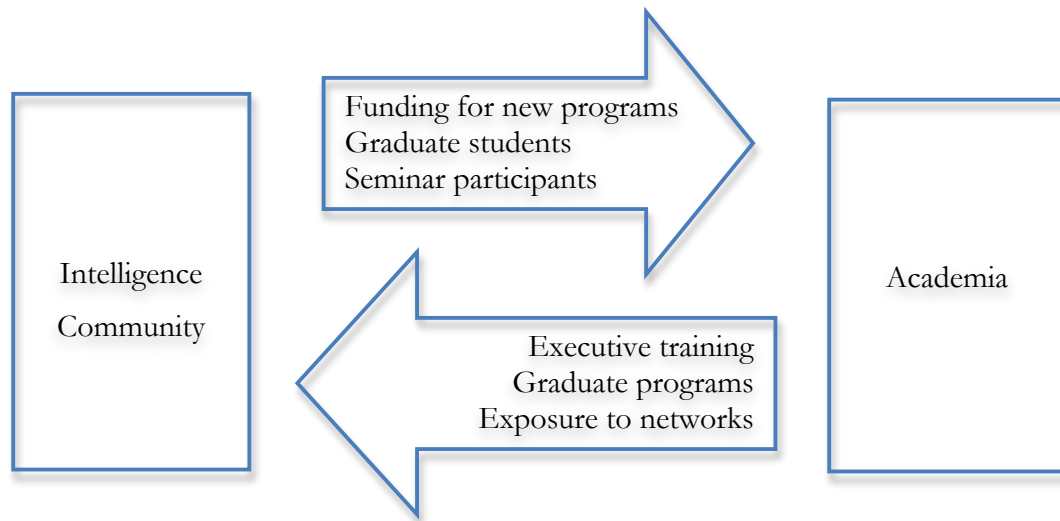 Intelligence
Community
Funding for new programs
Graduate students
Seminar participants
Executive training
Graduate programs
Exposure to networks
Academia